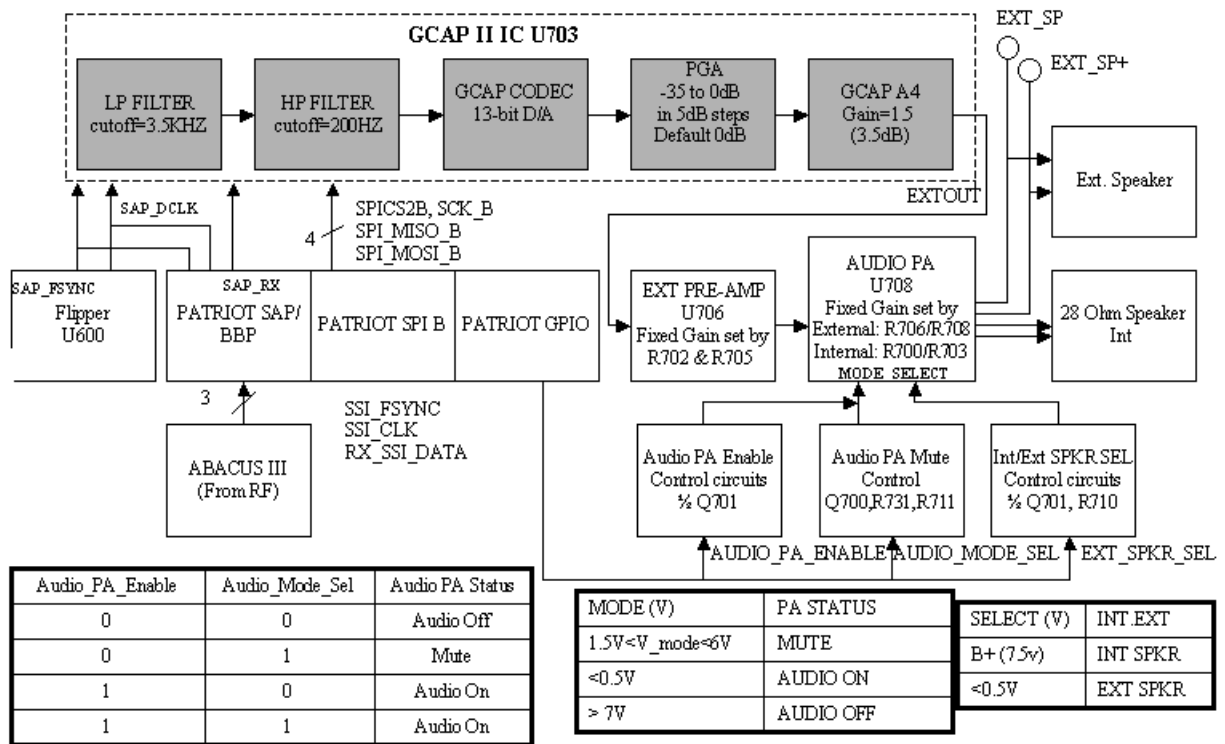 EXT_SP
GCAP II IC U703
EXT_SP+
LP FILTER
cutoff=3.5KHZ
HP FILTER
cutoff=200HZ
GCAP CODEC
13-bit D/A
PGA
-35 to 0dB
in 5dB steps
Default 0dB
GCAP A4
Gain=1.5
(3.5dB)
Ext. Speaker
EXTOUT
SAP_DCLK
4
SPICS2B, SCK_B
SPI_MISO_B
SPI_MOSI_B
SAP_FSYNC
Flipper
U600
SAP_RX
PATRIOT SAP/
BBP
PATRIOT SPI B
PATRIOT GPIO
EXT PRE-AMP
U706
Fixed Gain set by
R702 & R705
AUDIO PA
U708
Fixed Gain set by
External: R706/R708
Internal: R700/R703
MODE SELECT
28 Ohm Speaker
Int
3
SSI_FSYNC
SSI_CLK
RX_SSI_DATA
ABACUS III
(From RF)
Audio PA Enable
Control circuits
½ Q701
Audio PA Mute
Control
Q700,R731,R711
Int/Ext SPKR SEL
Control circuits
½ Q701, R710
AUDIO_PA_ENABLE AUDIO_MODE_SEL EXT_SPKR_SEL
Audio_PA_Enable Audio_Mode_Sel Audio PA Status
0 0 Audio Off
0 1 Mute
1 0 Audio On
1 1 Audio On
MODE (V) PA STATUS
1.5V<V_mode<6V MUTE
<0.5V AUDIO ON
> 7V AUDIO OFF
SELECT (V) INT.EXT
B+ (7.5v) INT SPKR
<0.5V EXT SPKR